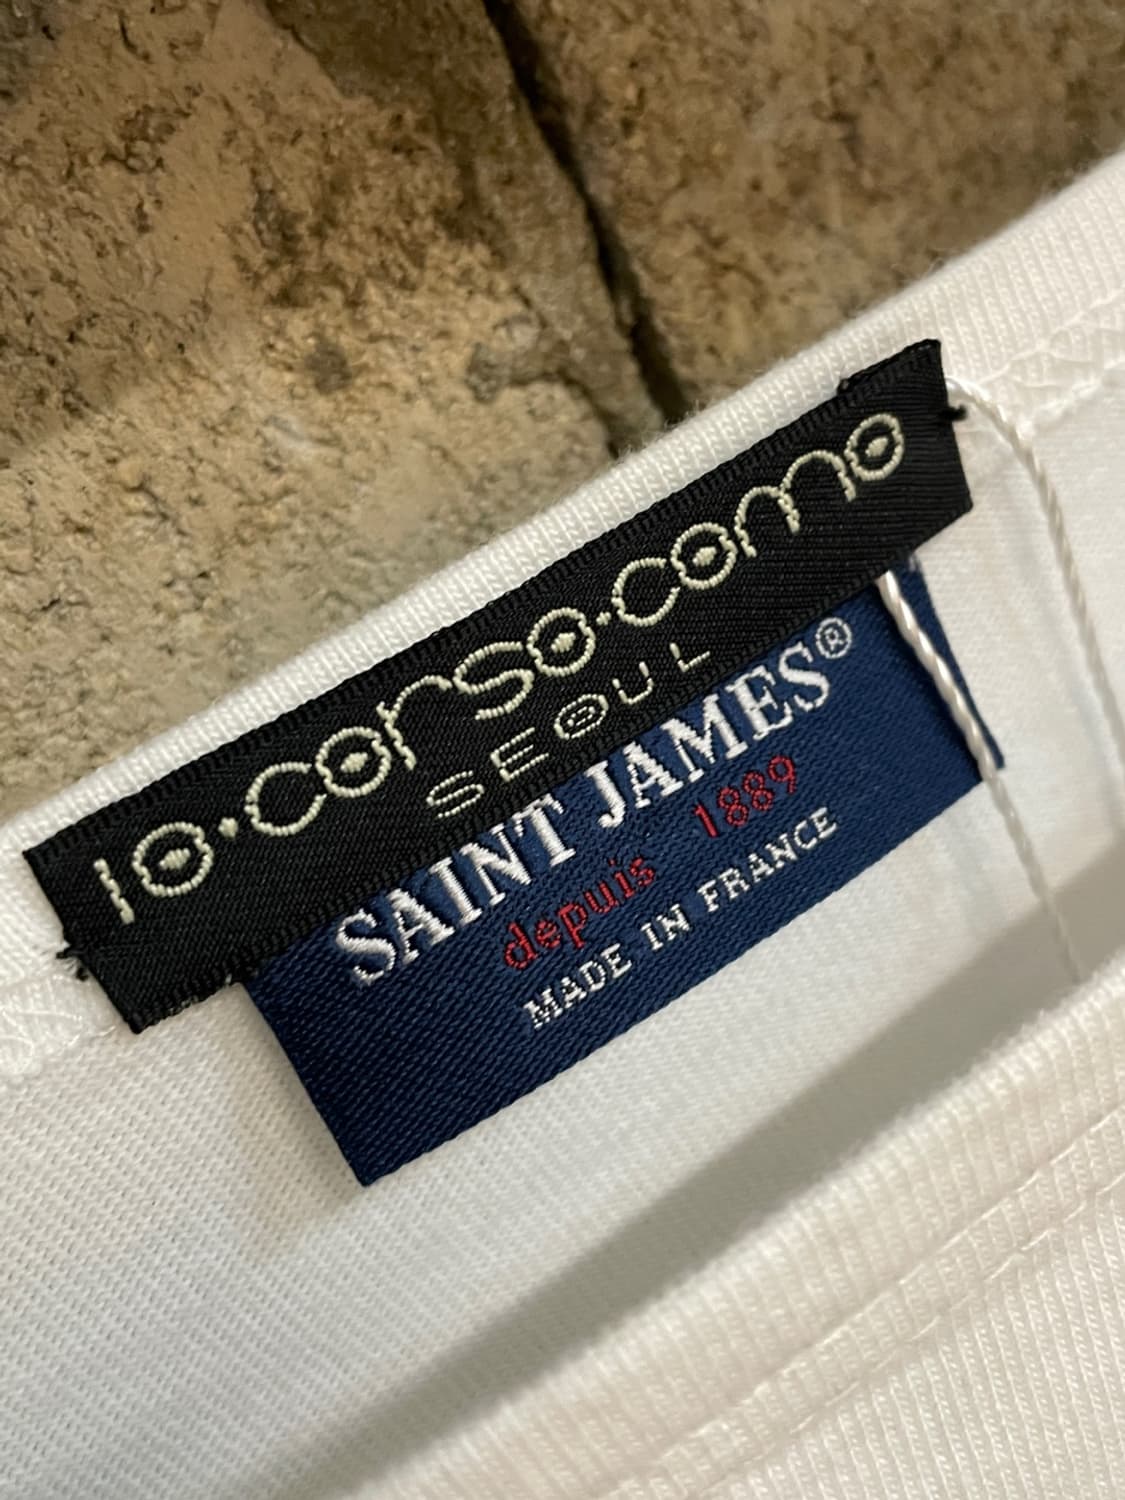 10·corso·como
SEOUL
SAINT JAMES®
depuis 1889
MADE IN FRANCE